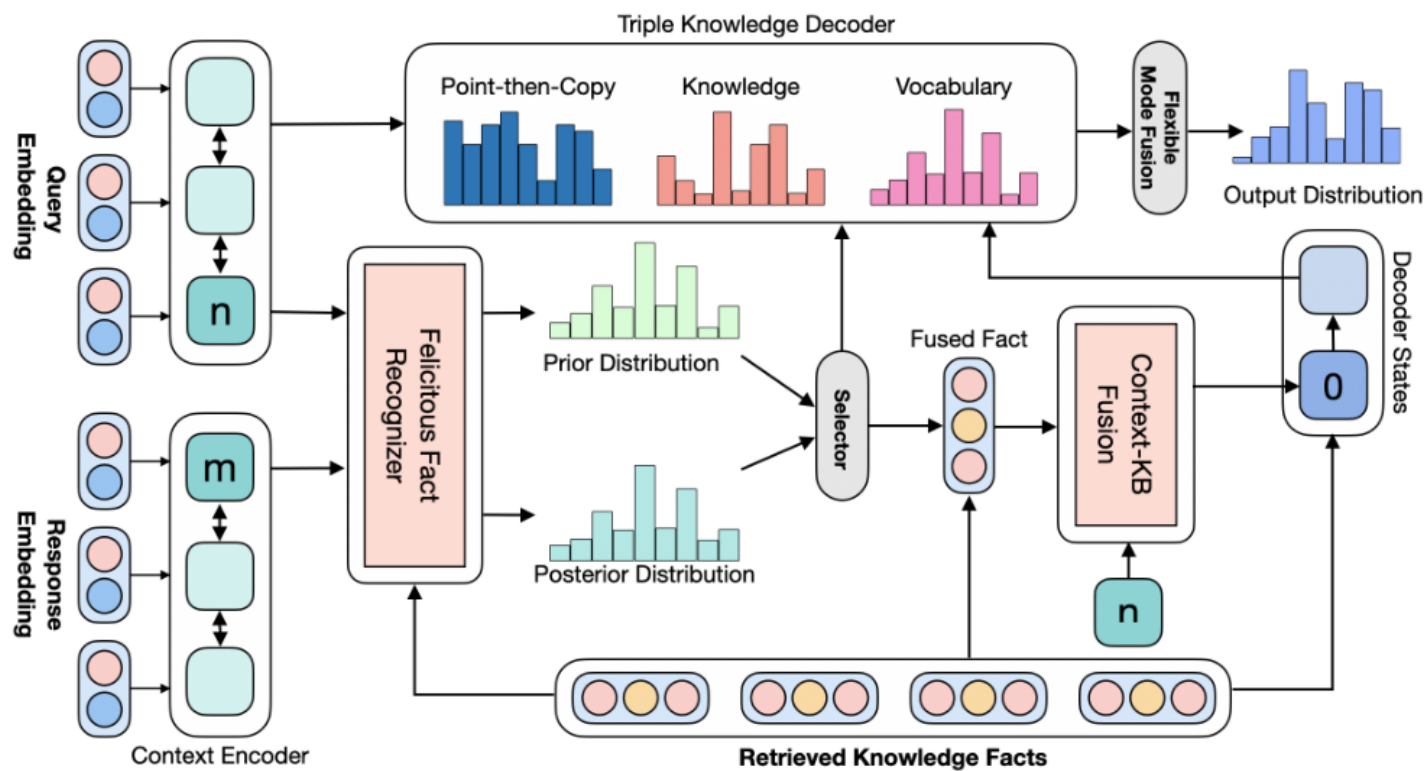 Triple Knowledge Decoder
Point-then-Copy
Knowledge
Vocabulary
Flexible
Mode Fusion
Output Distribution
Query
Embedding
n
Felicitous Fact
Recognizer
Prior Distribution
Selector
Fused Fact
Context-KB
Fusion
0
Decoder States
Response
Embedding
m
Posterior Distribution
n
Context Encoder
Retrieved Knowledge Facts